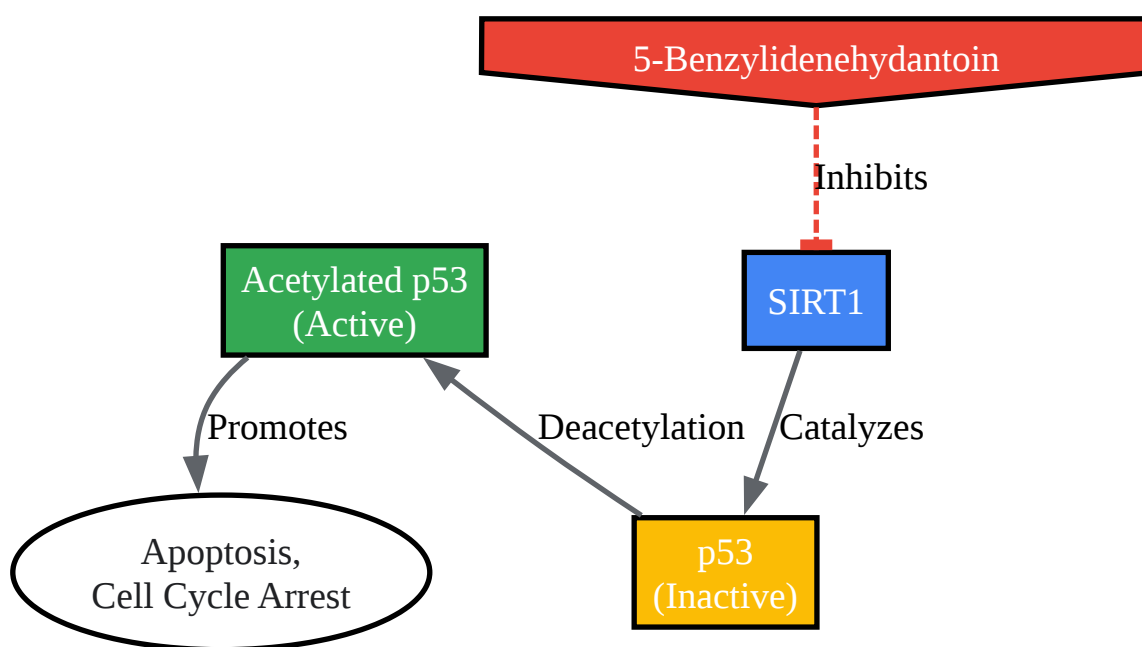 5-Benzylidenehydantoin
Inhibits
Acetylated p53
(Active)
SIRT1
Promotes
Deacetylation
Catalyzes
Apoptosis,
Cell Cycle Arrest
p53
(Inactive)